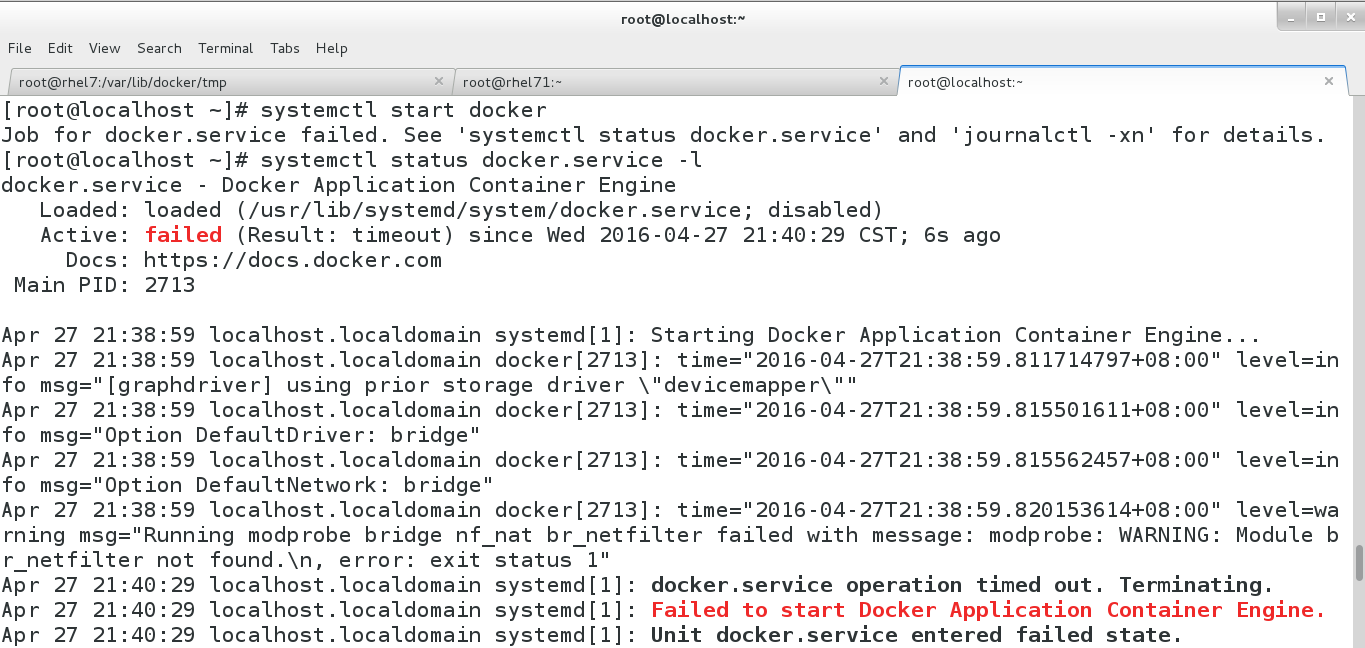 root@localhost:~
File Edit View Search Terminal Tabs Help
root@rhel7:/var/lib/docker/tmp × root@rhel71:~ × root@localhost:~ ×
[root@localhost ~]# systemctl start docker
Job for docker.service failed. See 'systemctl status docker.service' and 'journalctl -xn' for details.
[root@localhost ~]# systemctl status docker.service -l
docker.service - Docker Application Container Engine
   Loaded: loaded (/usr/lib/systemd/system/docker.service; disabled)
   Active: failed (Result: timeout) since Wed 2016-04-27 21:40:29 CST; 6s ago
     Docs: https://docs.docker.com
 Main PID: 2713

Apr 27 21:38:59 localhost.localdomain systemd[1]: Starting Docker Application Container Engine...
Apr 27 21:38:59 localhost.localdomain docker[2713]: time="2016-04-27T21:38:59.811714797+08:00" level=in
fo msg="[graphdriver] using prior storage driver \"devicemapper\""
Apr 27 21:38:59 localhost.localdomain docker[2713]: time="2016-04-27T21:38:59.815501611+08:00" level=in
fo msg="Option DefaultDriver: bridge"
Apr 27 21:38:59 localhost.localdomain docker[2713]: time="2016-04-27T21:38:59.815562457+08:00" level=in
fo msg="Option DefaultNetwork: bridge"
Apr 27 21:38:59 localhost.localdomain docker[2713]: time="2016-04-27T21:38:59.820153614+08:00" level=wa
rning msg="Running modprobe bridge nf_nat br_netfilter failed with message: modprobe: WARNING: Module b
r_netfilter not found.\n, error: exit status 1"
Apr 27 21:40:29 localhost.localdomain systemd[1]: docker.service operation timed out. Terminating.
Apr 27 21:40:29 localhost.localdomain systemd[1]: Failed to start Docker Application Container Engine.
Apr 27 21:40:29 localhost.localdomain systemd[1]: Unit docker.service entered failed state.